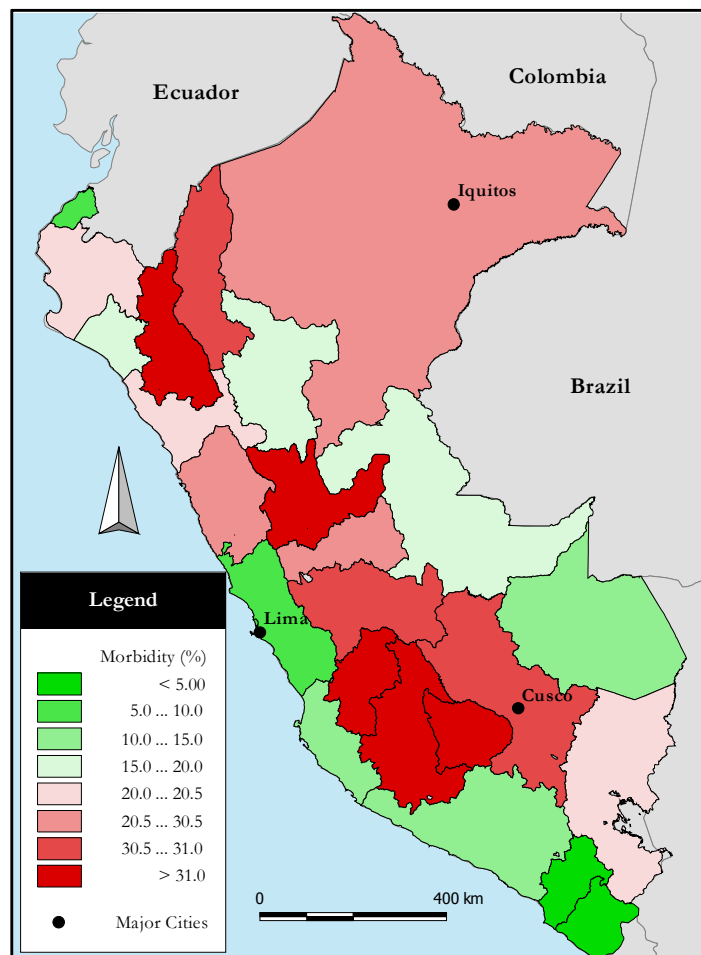 Colombia
Ecuador
Iquitos
Brazil
Lima
Cusco
Legend
Morbidity (%)
< 5.00
5.0 ... 10.0
10.0 ... 15.0
15.0 ... 20.0
20.0 ... 20.5
20.5 ... 30.5
30.5 ... 31.0
> 31.0
Major Cities
0
400 km